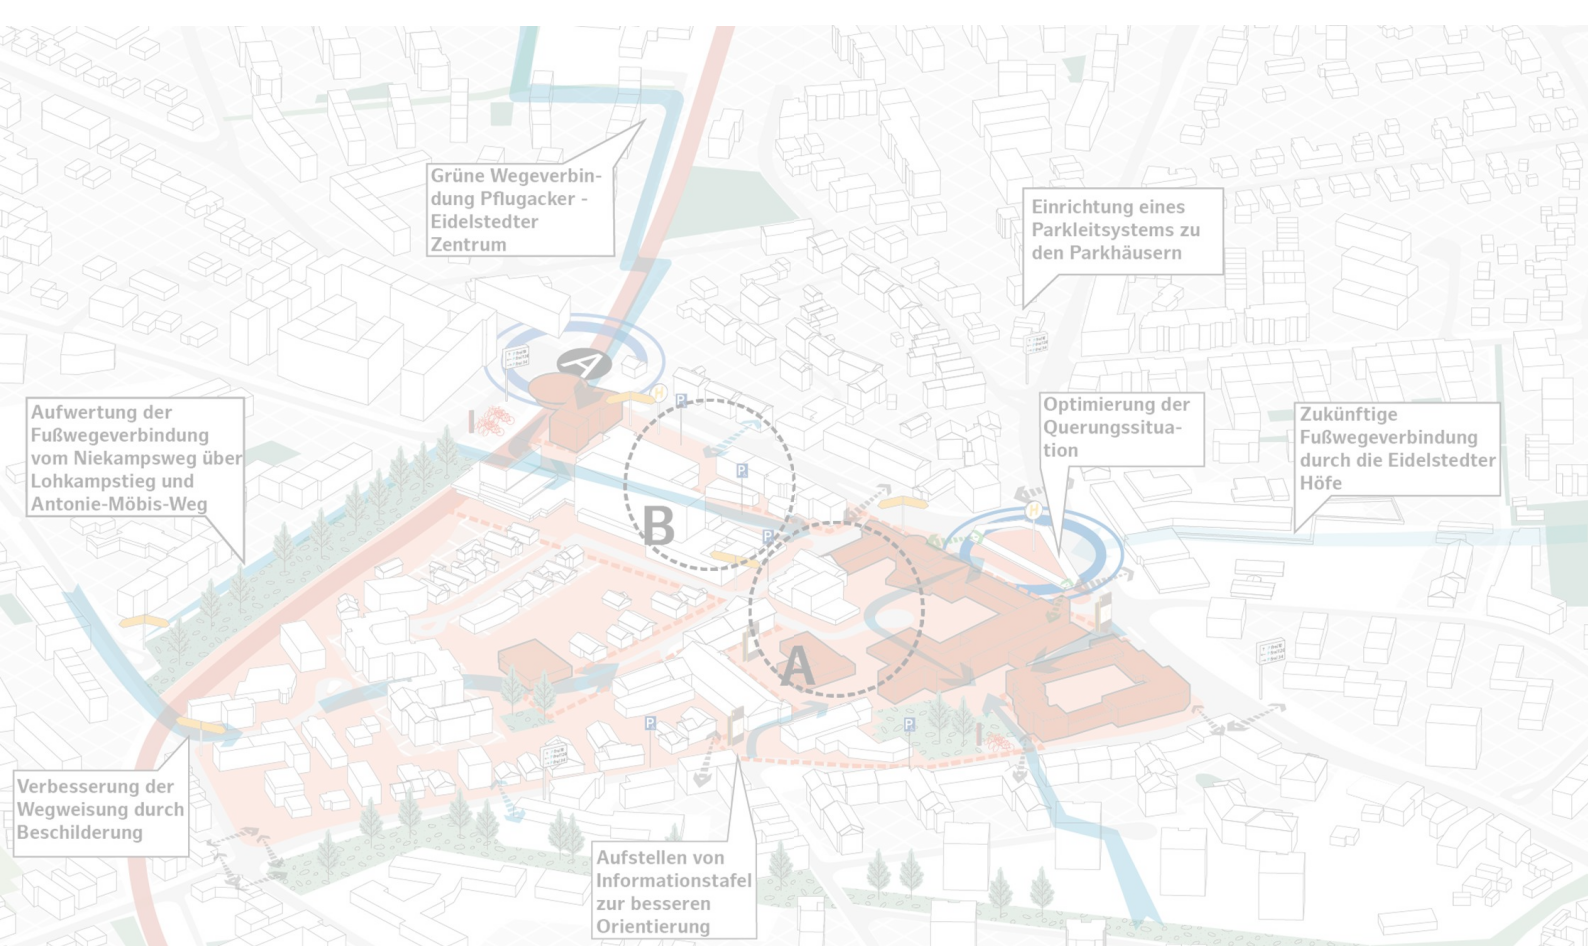 Grüne Wegeverbin-
dung Pflugacker -
Eidelstedter
Zentrum
Einrichtung eines
Parkleitsystems zu
den Parkhäusern
A
H
P
Aufwertung der
Fußwegeverbindung
vom Niekampsweg über
Lohkampstieg und
Antonie-Möbis-Weg
Optimierung der
Querungssitua-
tion
Zukünftige
Fußwegeverbindung
durch die Eidelstedter
Höfe
P
B
H
P
A
P
P
Verbesserung der
Wegweisung durch
Beschilderung
Aufstellen von
Informationstafel
zur besseren
Orientierung